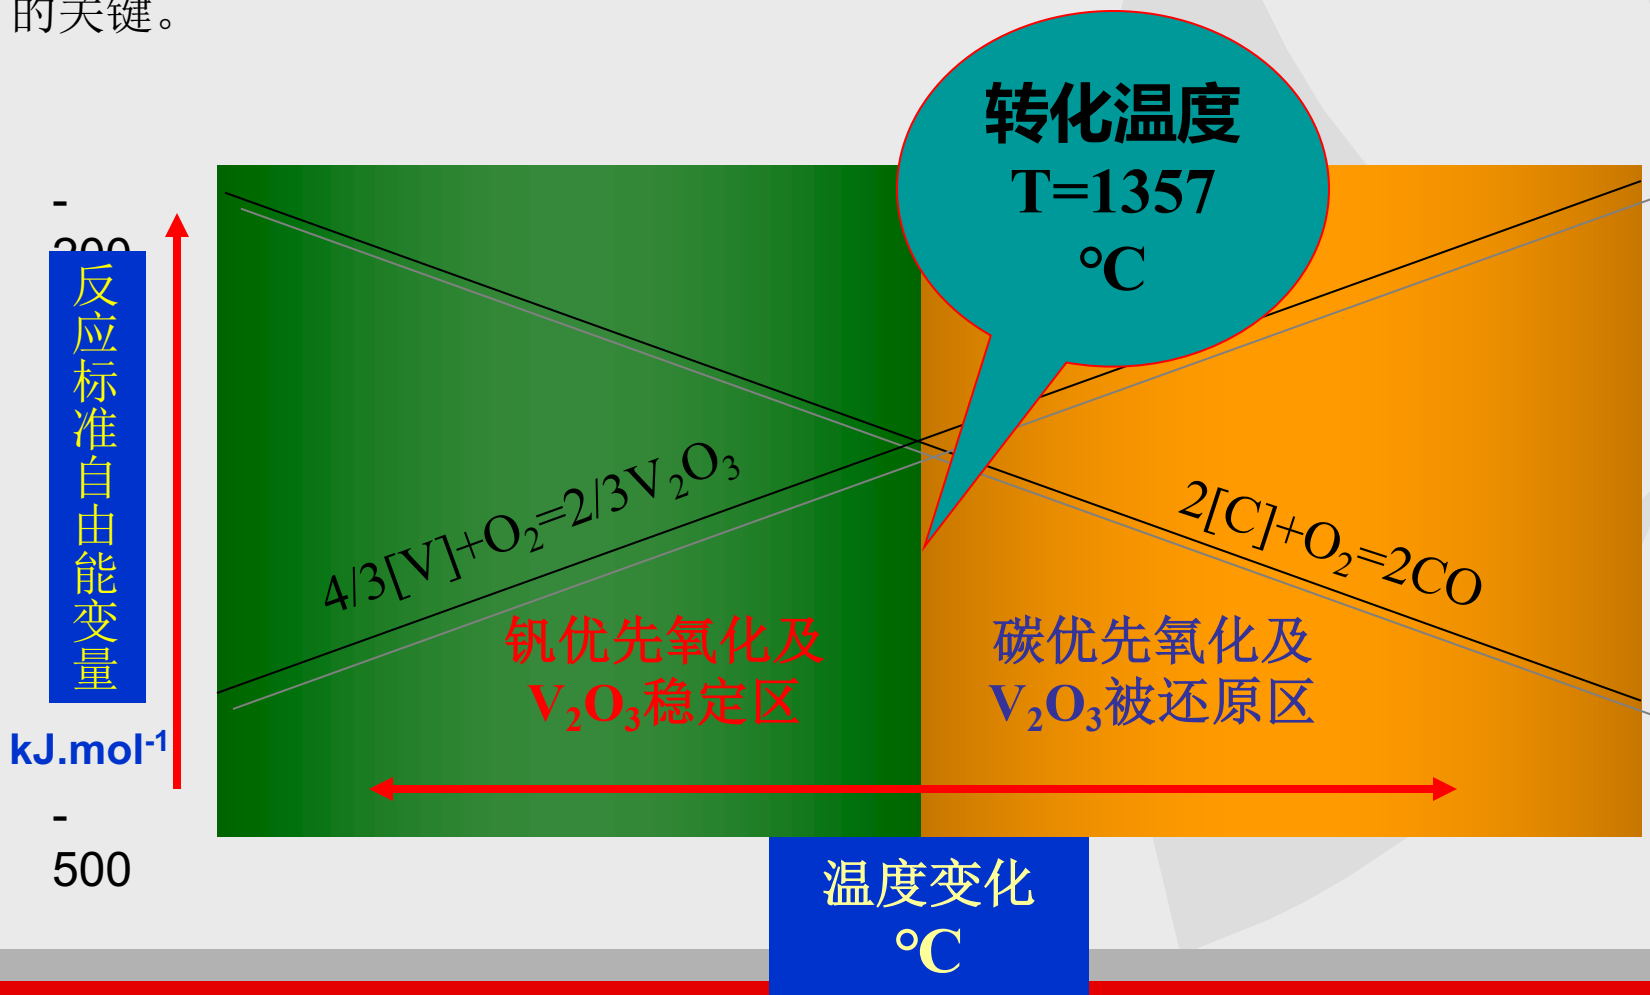 的关键。
转化温度
T=1357
℃
-
反应标准自由能变量
kJ.mol-1
4/3[V]+O2=2/3V2O3
2[C]+O2=2CO
钒优先氧化及
V2O3稳定区
碳优先氧化及
V2O3被还原区
-
500
温度变化
℃